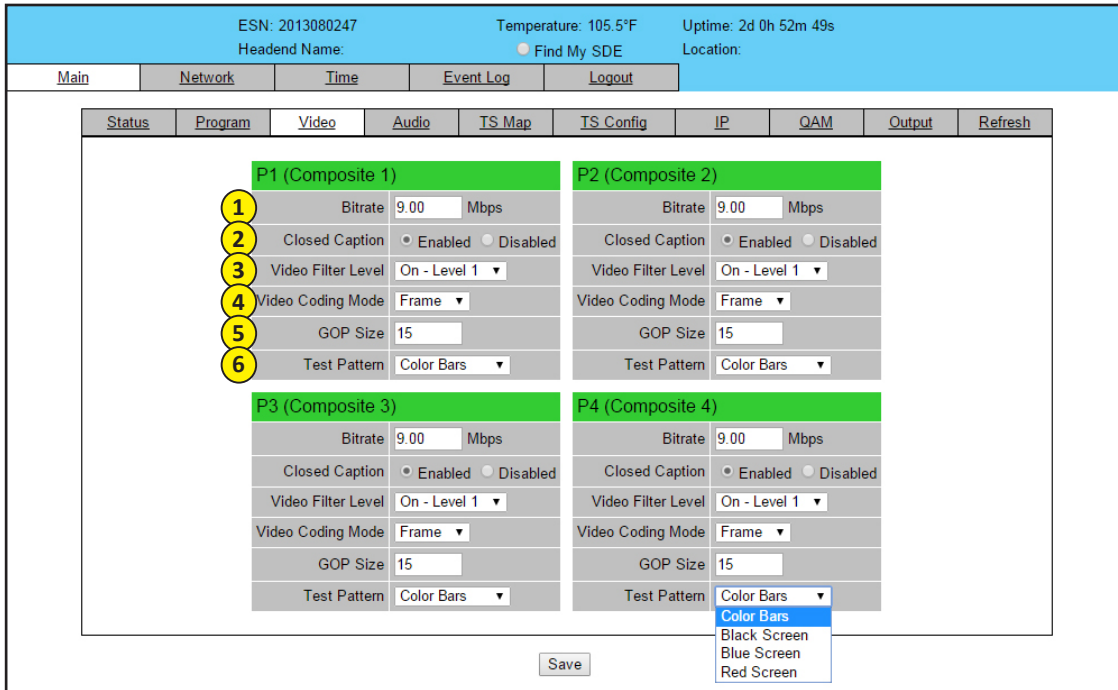 ESN: 2013080247 Temperature: 105.5°F Uptime: 2d 0h 52m 49s
Headend Name: Find My SDE Location:
Main Network Time Event Log Logout
Status Program Video Audio TS Map TS Config IP QAM Output Refresh
P1 (Composite 1) P2 (Composite 2)
1 Bitrate 9.00 Mbps Bitrate 9.00 Mbps
2 Closed Caption Enabled Disabled Closed Caption Enabled Disabled
3 Video Filter Level On - Level 1 Video Filter Level On - Level 1
4 Video Coding Mode Frame Video Coding Mode Frame
5 GOP Size 15 GOP Size 15
6 Test Pattern Color Bars Test Pattern Color Bars
P3 (Composite 3) P4 (Composite 4)
Bitrate 9.00 Mbps Bitrate 9.00 Mbps
Closed Caption Enabled Disabled Closed Caption Enabled Disabled
Video Filter Level On - Level 1 Video Filter Level On - Level 1
Video Coding Mode Frame Video Coding Mode Frame
GOP Size 15 GOP Size 15
Test Pattern Color Bars Test Pattern Color Bars
Color Bars
Black Screen
Blue Screen
Red Screen
Save